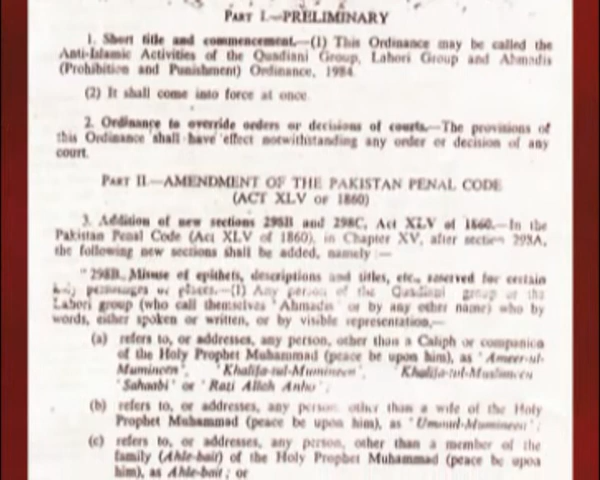 PART I.—PRELIMINARY
1. Short title and commencement.—(1) This Ordinance may be called the
Anti-Islamic Activities of the Quadiani Group, Lahori Group and Ahmadis
(Prohibition and Punishment) Ordinance, 1984.
(2) It shall come into force at once.
2. Ordinance to override orders or decisions of courts.—The provisions of
this Ordinance shall have effect notwithstanding any order or decision of any
court.
PART II.—AMENDMENT OF THE PAKISTAN PENAL CODE
(ACT XLV OF 1860)
3. Addition of new sections 298B and 298C, Act XLV of 1860.—In the
Pakistan Penal Code (Act XLV of 1860), in Chapter XV, after section 298A,
the following new sections shall be added, namely :—
"298B. Misuse of epithets, descriptions and titles, etc., reserved for certain
holy personages or places.—(1) Any person of the Quadiani group or the
Lahori group (who call themselves 'Ahmadis' or by any other name) who by
words, either spoken or written, or by visible representation,—
(a) refers to, or addresses, any person, other than a Caliph or companion
of the Holy Prophet Muhammad (peace be upon him), as 'Ameer-ul-
Mumineen', 'Khalifa-tul-Mumineen', Khalifa-tul-Muslimeen
'Sahaabi' or 'Razi Allah Anho';
(b) refers to, or addresses, any person, other than a wife of the Holy
Prophet Muhammad (peace be upon him), as 'Ummul-Mumineen';
(c) refers to, or addresses, any person, other than a member of the
family (Ahle-bait) of the Holy Prophet Muhammad (peace be upon
him), as Ahle-bait; or